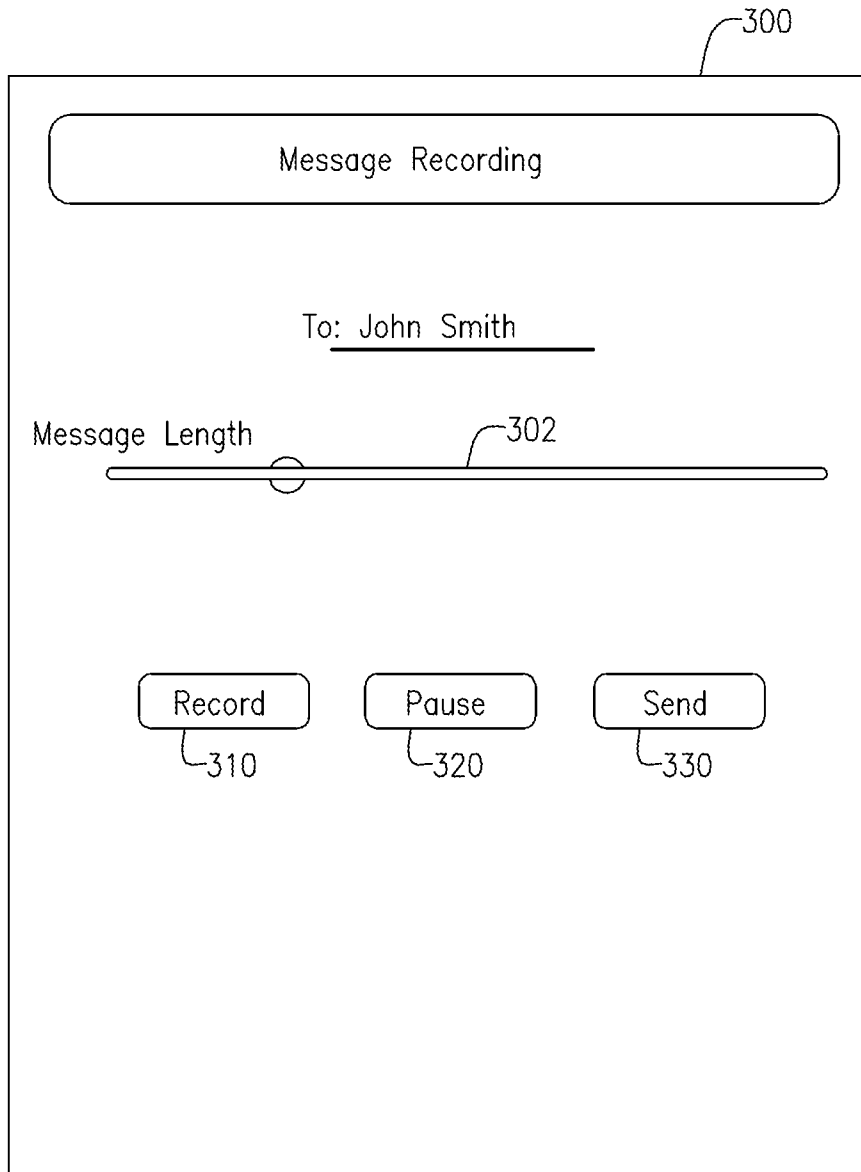 300
Message Recording
To: John Smith
Message Length
302
Record Pause Send
310 320 330